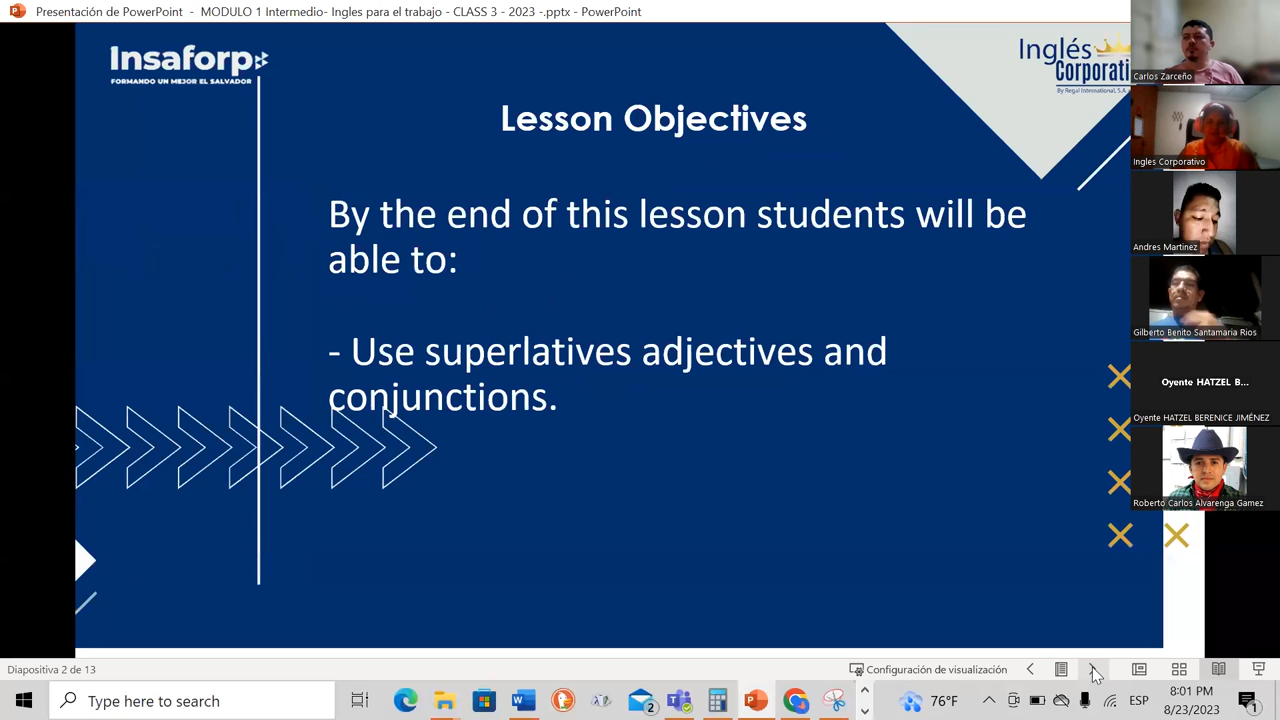 Presentación de PowerPoint - MODULO 1 Intermedio- Ingles para el trabajo - CLASS 3 - 2023 -.pptx - PowerPoint
Insaforp
FORMANDO UN MEJOR EL SALVADOR
Inglés
Corporati
By Regal International, S.A.
Lesson Objectives
By the end of this lesson students will be
able to:
- Use superlatives adjectives and
conjunctions.
Carlos Zarceño
Ingles Corporativo
Andres Martinez
Gilberto Benito Santamaria Rios
Oyente HATZEL B...
Oyente HATZEL BERENICE JIMÉNEZ
Roberto Carlos Alvarenga Gamez
Diapositiva 2 de 13
Configuración de visualización
Type here to search
2
76°F
ESP
8:01 PM
8/23/2023
1